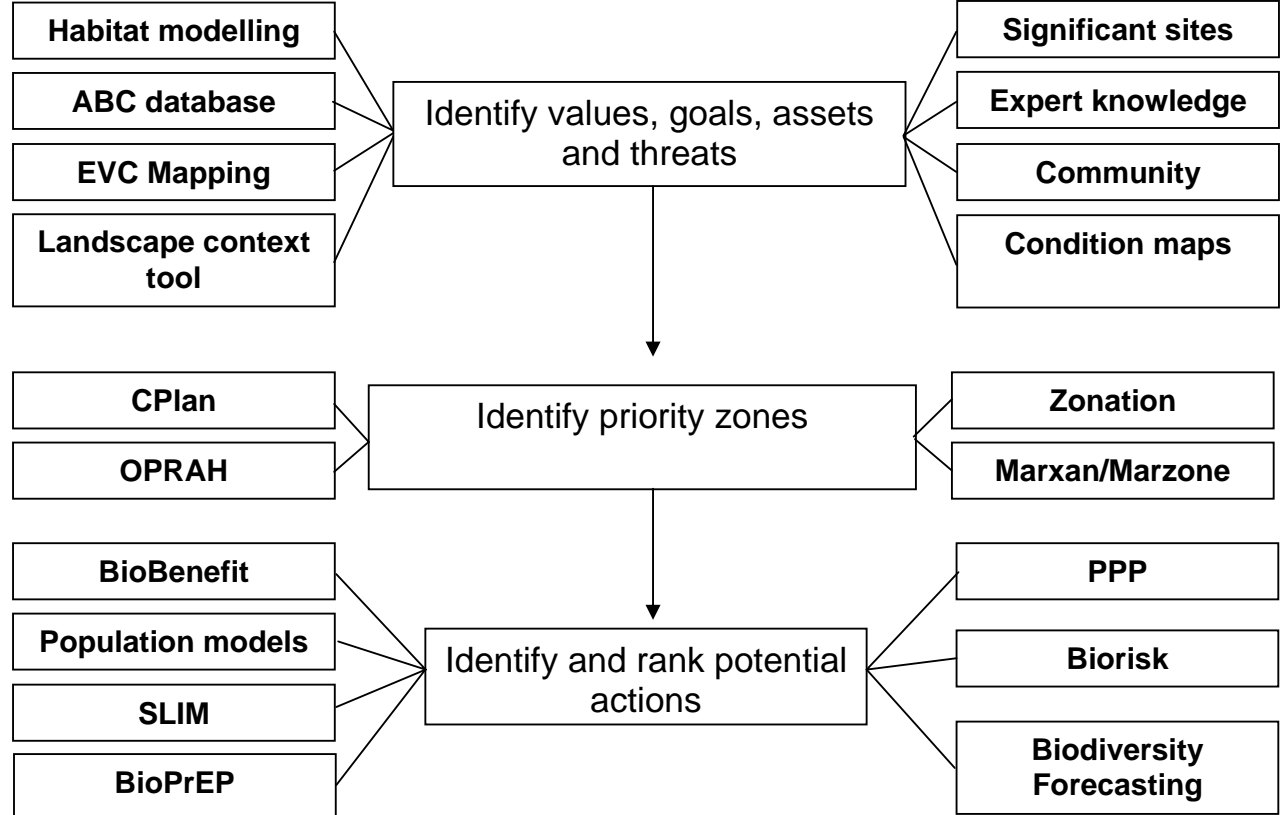 Habitat modelling
ABC database
EVC Mapping
Landscape context
tool
Identify values, goals, assets
and threats
Significant sites
Expert knowledge
Community
Condition maps
CPlan
OPRAH
Identify priority zones
Zonation
Marxan/Marzone
BioBenefit
Population models
SLIM
BioPrEP
Identify and rank potential
actions
PPP
Biorisk
Biodiversity
Forecasting